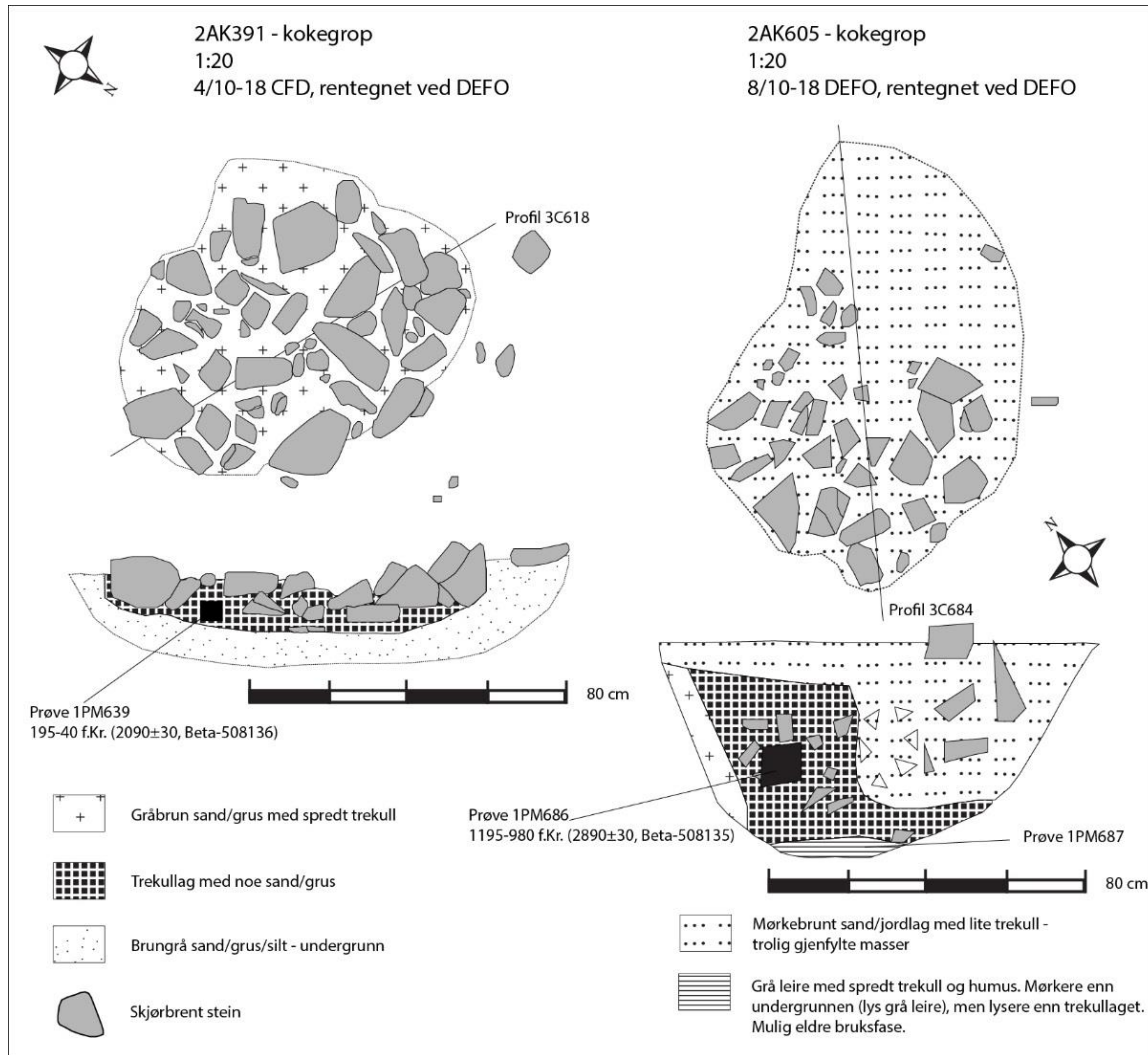 2AK391 - kokegrop
1:20
4/10-18 CFD, rentegnet ved DEFO
N
Profil 3C618
80 cm
Prøve 1PM639
195-40 f.Kr. (2090±30, Beta-508136)
Gråbrun sand/grus med spredt trekull
Trekullag med noe sand/grus
Brungrå sand/grus/silt - undergrunn
Skjørbrent stein
2AK605 - kokegrop
1:20
8/10-18 DEFO, rentegnet ved DEFO
N
Profil 3C684
Prøve 1PM686
1195-980 f.Kr. (2890±30, Beta-508135)
Prøve 1PM687
80 cm
Mørkebrunt sand/jordlag med lite trekull -
trolig gjenfylte masser
Grå leire med spredt trekull og humus. Mørkere enn
undergrunnen (lys grå leire), men lysere enn trekullaget.
Mulig eldre bruksfase.